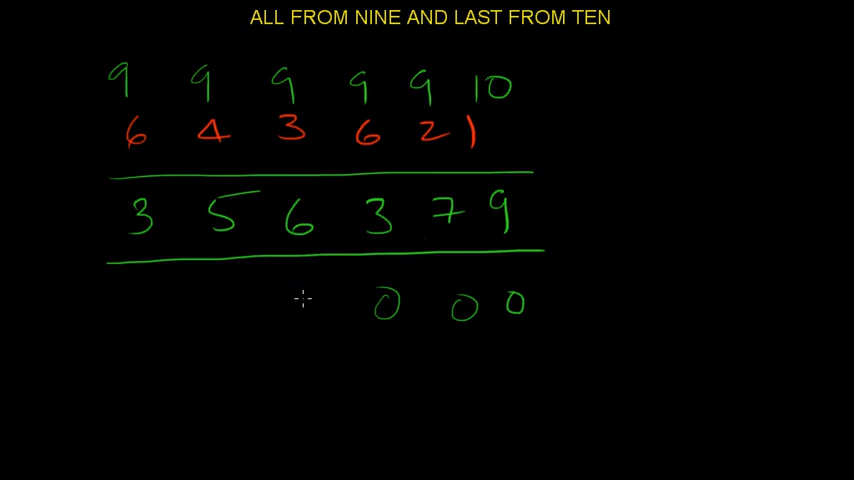 ALL FROM NINE AND LAST FROM TEN
9 9 9 9 9 10
6 4 3 6 2 1
3 5 6 3 7 9
0 0 0